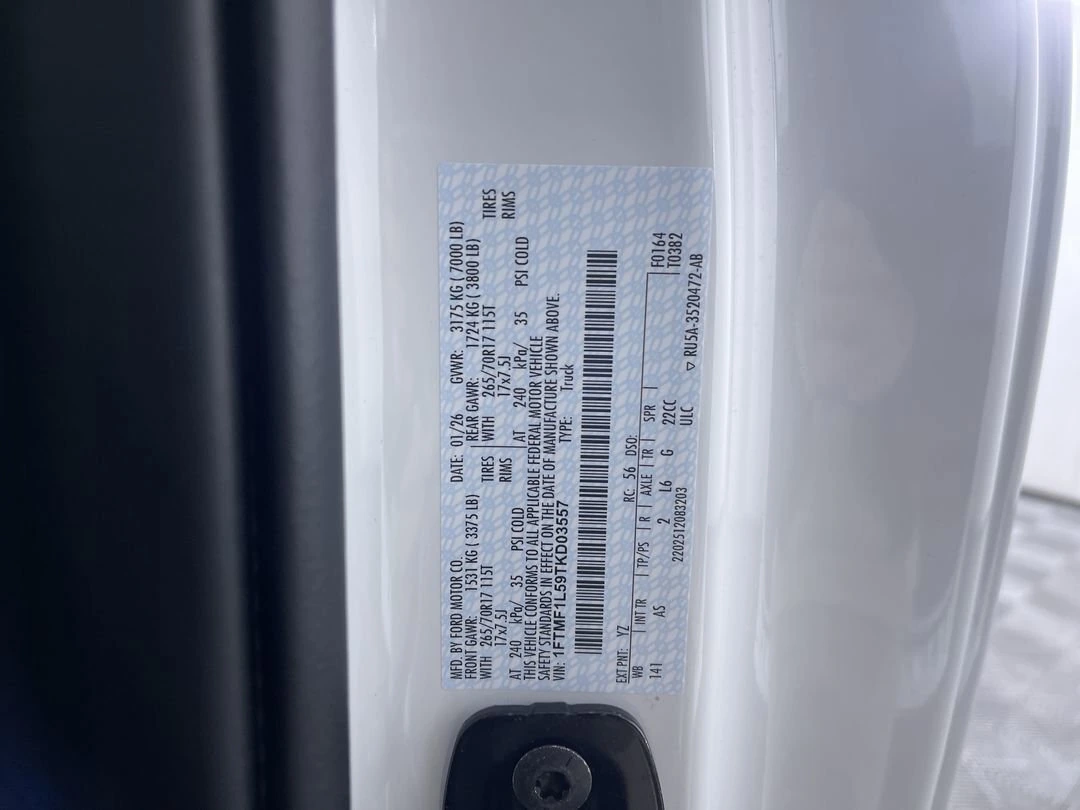 MFD. BY FORD MOTOR CO.
DATE: 01/26 GVWR: 3175 KG ( 7000 LB)
FRONT GAWR: 1531 KG ( 3375 LB)
REAR GAWR: 1724 KG ( 3800 LB)
WITH 265/70R17 115T TIRES
WITH 265/70R17 115T TIRES
17x7.5J RIMS
17x7.5J RIMS
AT 240 kPa/ 35 PSI COLD
AT 240 kPa/ 35 PSI COLD
THIS VEHICLE CONFORMS TO ALL APPLICABLE FEDERAL MOTOR VEHICLE
SAFETY STANDARDS IN EFFECT ON THE DATE OF MANUFACTURE SHOWN ABOVE.
VIN: 1FTMF1L59TKD03557 TYPE: Truck
EXT PNT: YZ RC: 56 DSO:
WB INT TR TP/PS R AXLE TR SPR F0164
141 AS 2 L6 G 22CC T0382
2202512083203 ULC ▽ RU5A-3520472-AB